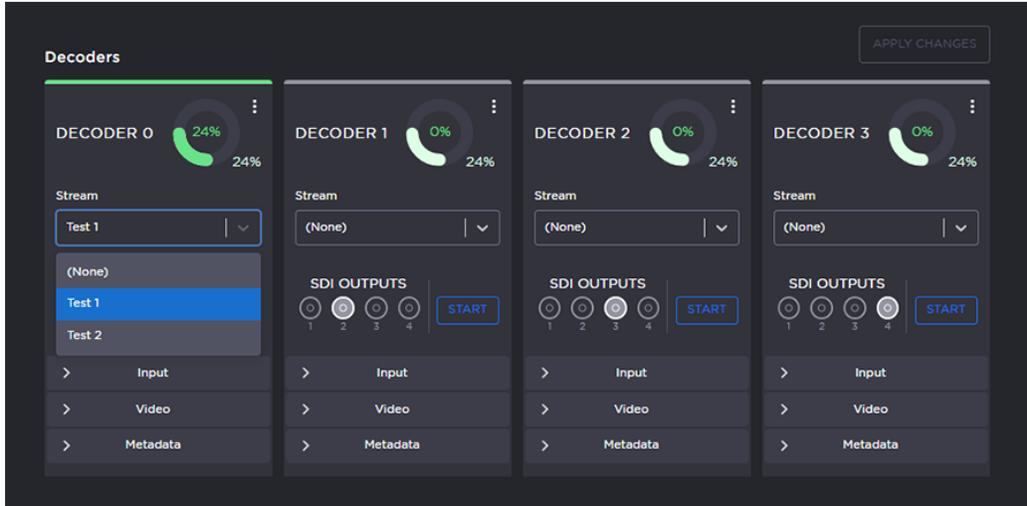 APPLY CHANGES
Decoders
DECODER 0
24%
24%
Stream
Test 1
(None)
Test 1
Test 2
Input
Video
Metadata
DECODER 1
0%
24%
Stream
(None)
SDI OUTPUTS
1 2 3 4
START
Input
Video
Metadata
DECODER 2
0%
24%
Stream
(None)
SDI OUTPUTS
1 2 3 4
START
Input
Video
Metadata
DECODER 3
0%
24%
Stream
(None)
SDI OUTPUTS
1 2 3 4
START
Input
Video
Metadata